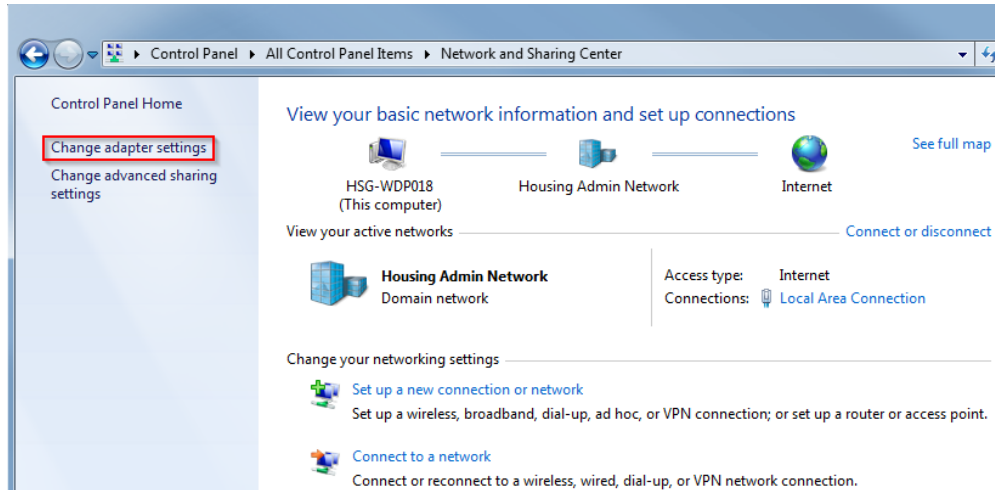 Control Panel ▸ All Control Panel Items ▸ Network and Sharing Center
Control Panel Home
Change adapter settings
Change advanced sharing
settings
View your basic network information and set up connections
See full map
HSG-WDP018
(This computer)
Housing Admin Network
Internet
View your active networks
Connect or disconnect
Housing Admin Network
Domain network
Access type: Internet
Connections: Local Area Connection
Change your networking settings
Set up a new connection or network
Set up a wireless, broadband, dial-up, ad hoc, or VPN connection; or set up a router or access point.
Connect to a network
Connect or reconnect to a wireless, wired, dial-up, or VPN network connection.